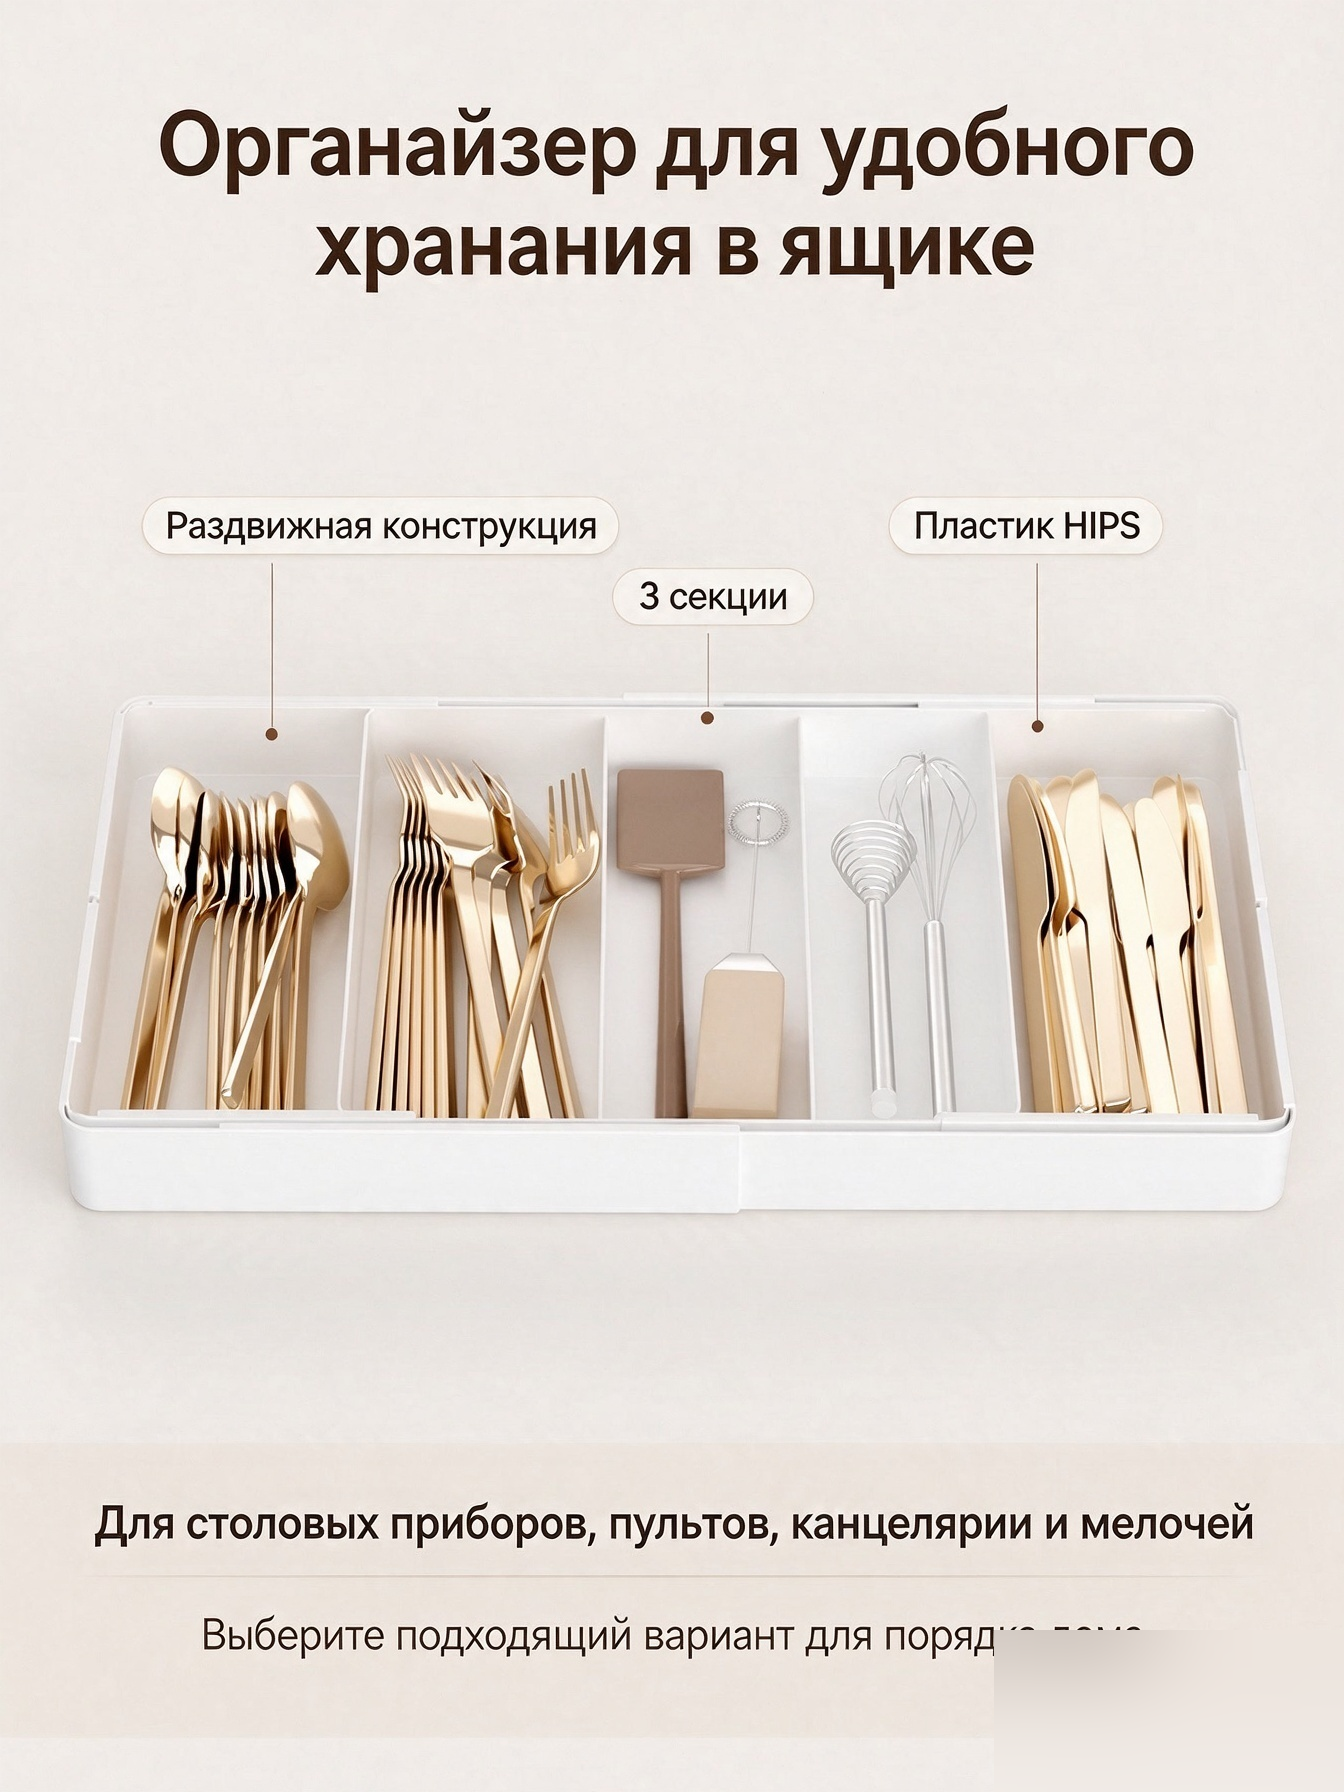 Органайзер для удобного
хранания в ящике
Раздвижная конструкция
Пластик HIPS
3 секции
Для столовых приборов, пультов, канцелярии и мелочей
Выберите подходящий вариант для